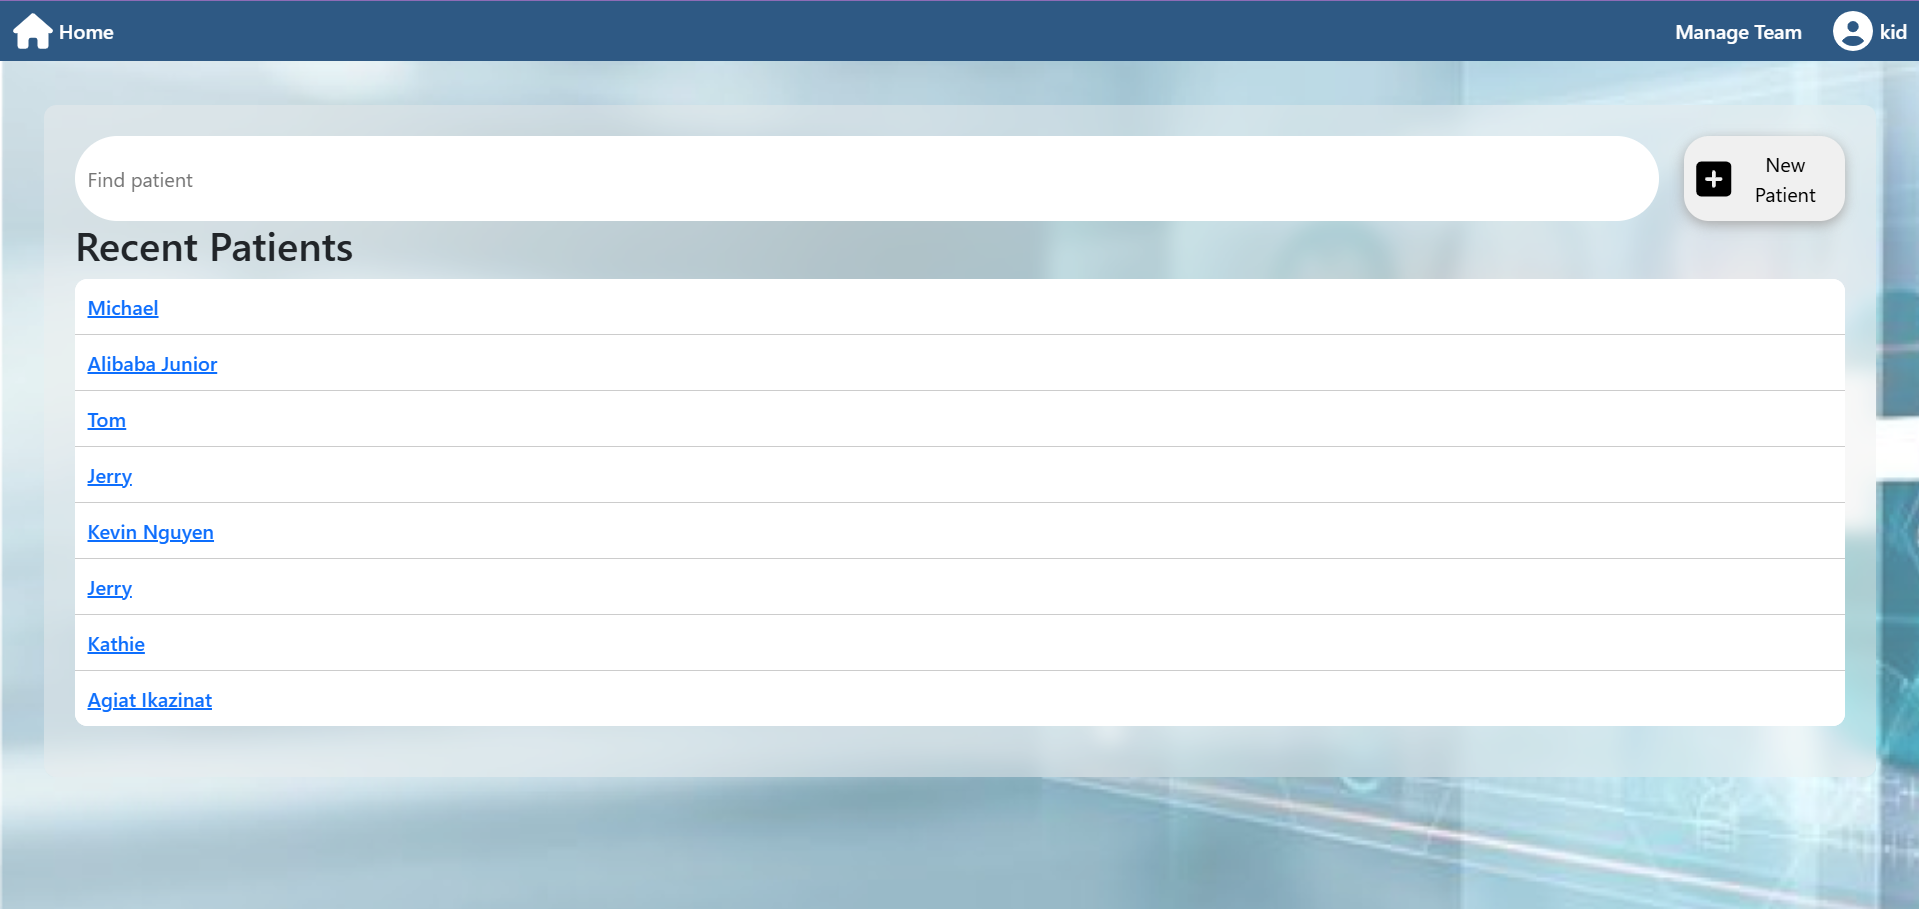 Home
Manage Team
kid
Find patient
New
Patient
Recent Patients
Michael
Alibaba Junior
Tom
Jerry
Kevin Nguyen
Jerry
Kathie
Agiat Ikazinat